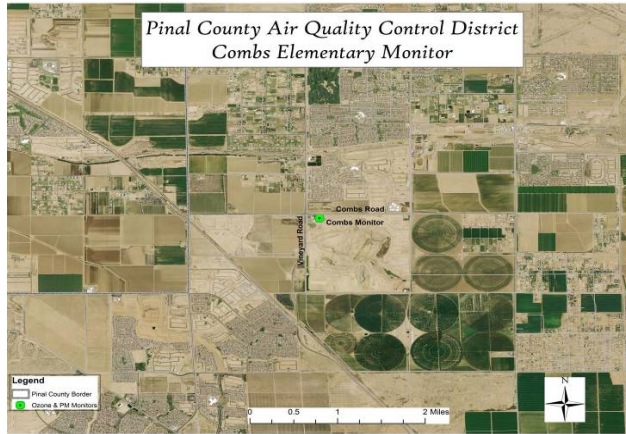 Pinal County Air Quality Control District
Combs Elementary Monitor
Combs Road
Combs Monitor
Vineyard Road
Legend
Pinal County Border
Ozone & PM Monitors
0 0.5 1 2 Miles
N